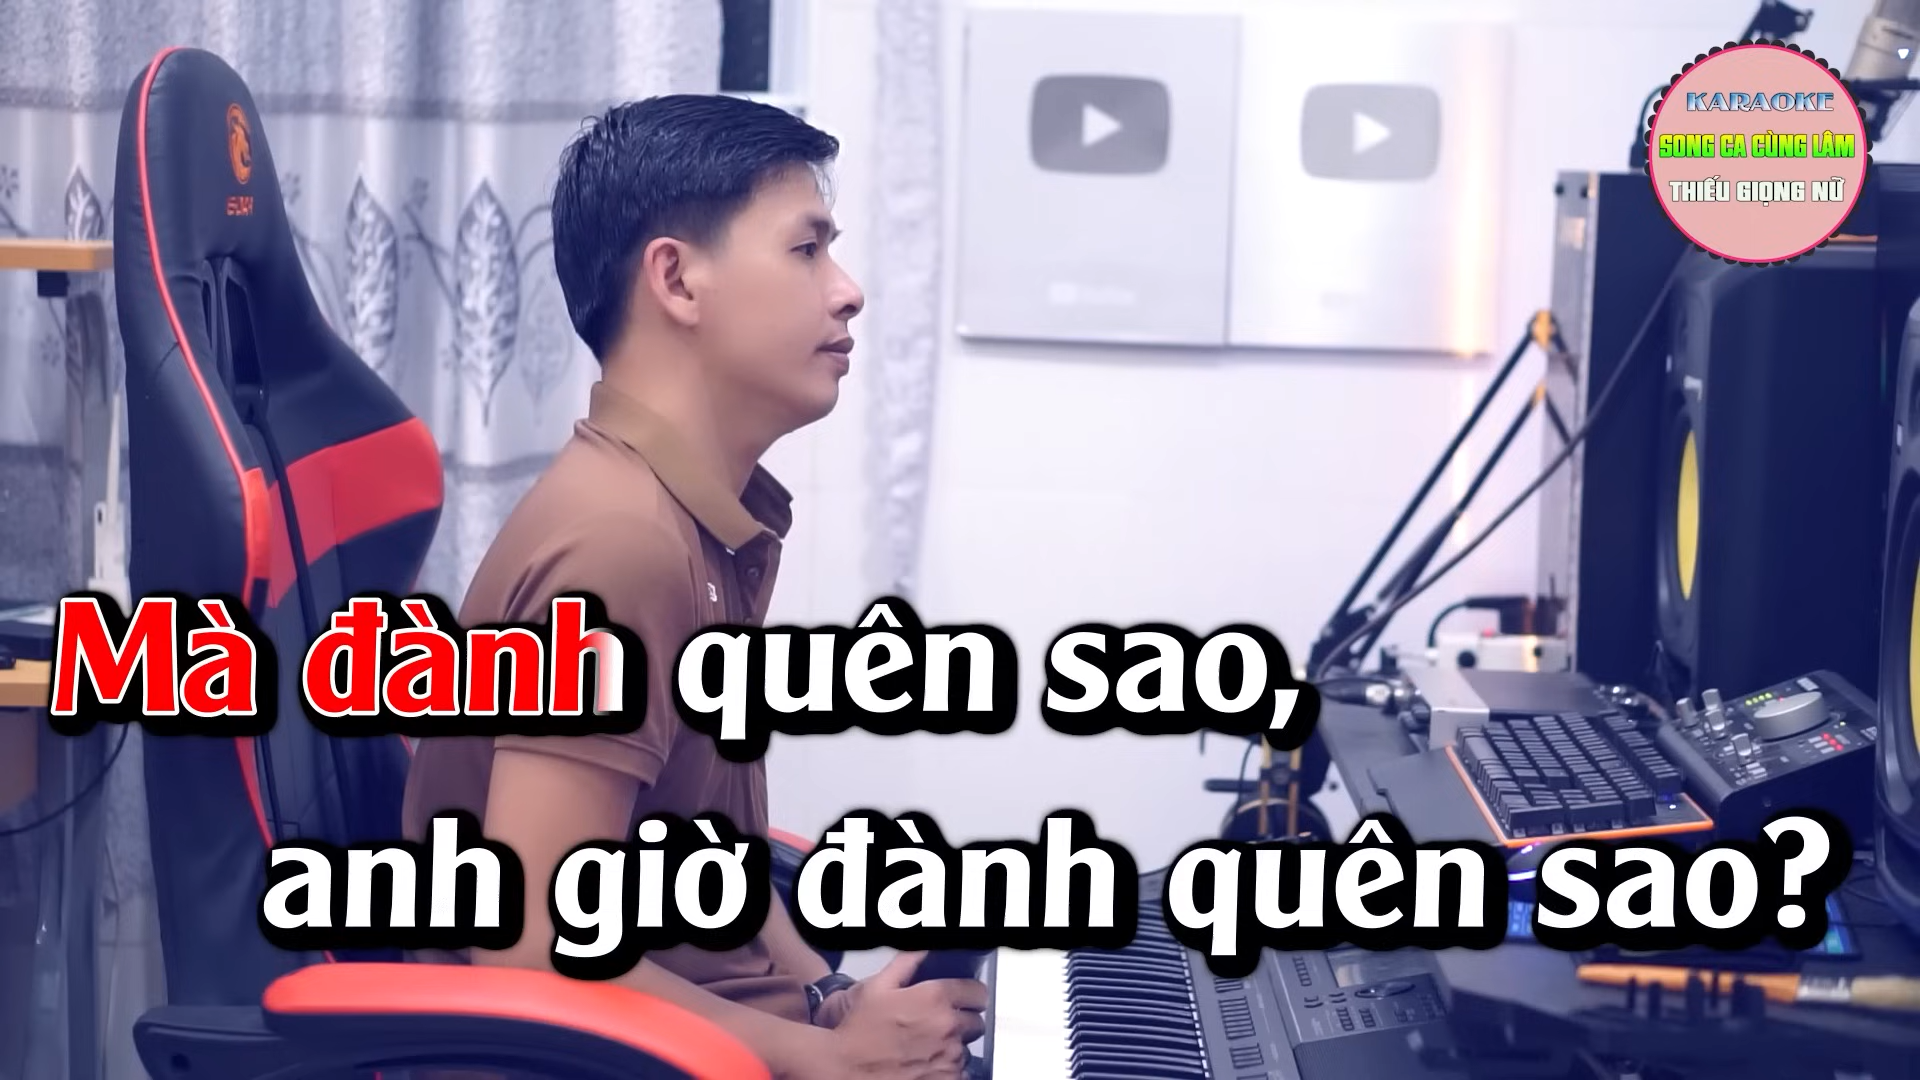 KARAOKE
SONG CA CÙNG LÂM
THIẾU GIỌNG NỮ
Mà đành quên sao,
anh giờ đành quên sao?